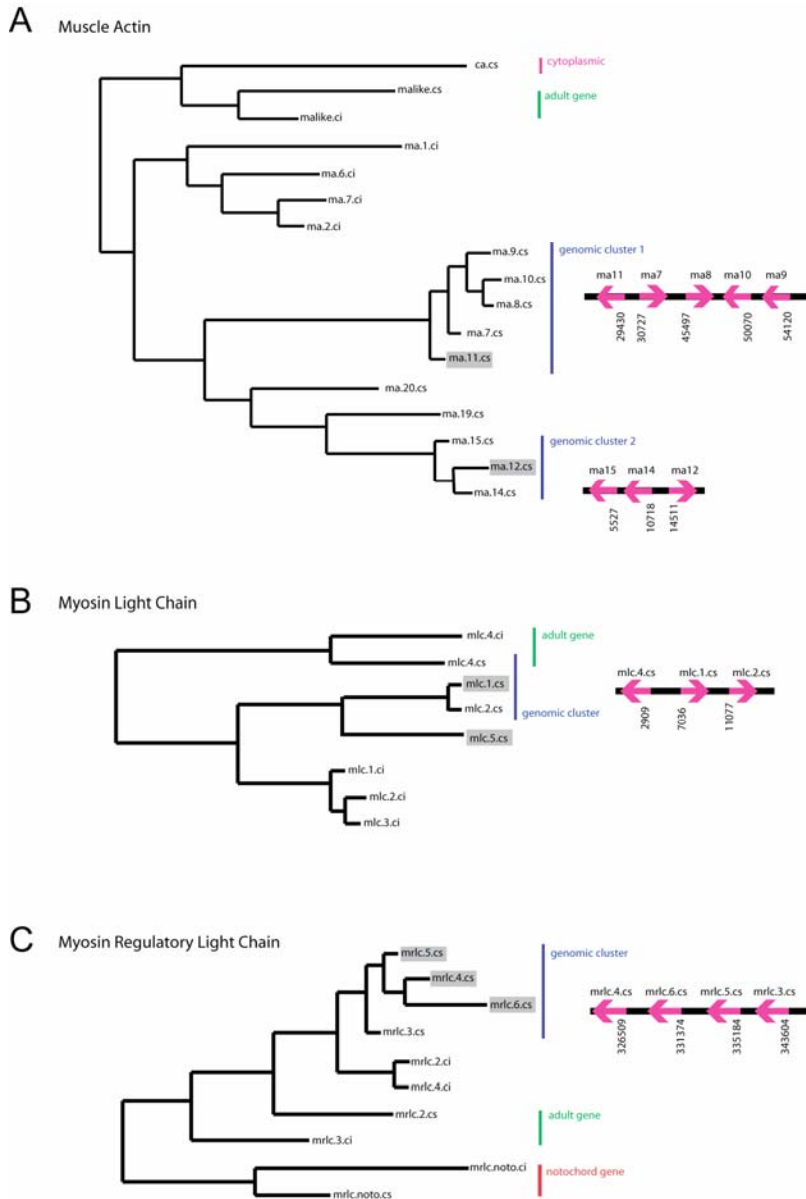 A Muscle Actin
ca.cs
cytoplasmic
malike.cs
adult gene
malike.ci
ma.1.ci
ma.6.ci
ma.7.ci
ma.2.ci
ma.9.cs
genomic cluster 1
ma.10.cs
ma.8.cs
ma.7.cs
ma.11.cs
ma11 ma7 ma8 ma10 ma9
29430 30727 45497 50070 54120
ma.20.cs
ma.19.cs
ma.15.cs
genomic cluster 2
ma.12.cs
ma.14.cs
ma15 ma14 ma12
5527 10718 14511
B Myosin Light Chain
mlc.4.ci
adult gene
mlc.4.cs
mlc.1.cs
mlc.2.cs
genomic cluster
mlc.5.cs
mlc.1.ci
mlc.2.ci
mlc.3.ci
mlc.4.cs mlc.1.cs mlc.2.cs
2909 7036 11077
C Myosin Regulatory Light Chain
mrlc.5.cs
genomic cluster
mrlc.4.cs
mrlc.6.cs
mrlc.3.cs
mrlc.4.cs mrlc.6.cs mrlc.5.cs mrlc.3.cs
326509 331374 335184 343604
mrlc.2.ci
mrlc.4.ci
mrlc.2.cs
adult gene
mrlc.3.ci
mrlc.noto.ci
notochord gene
mrlc.noto.cs